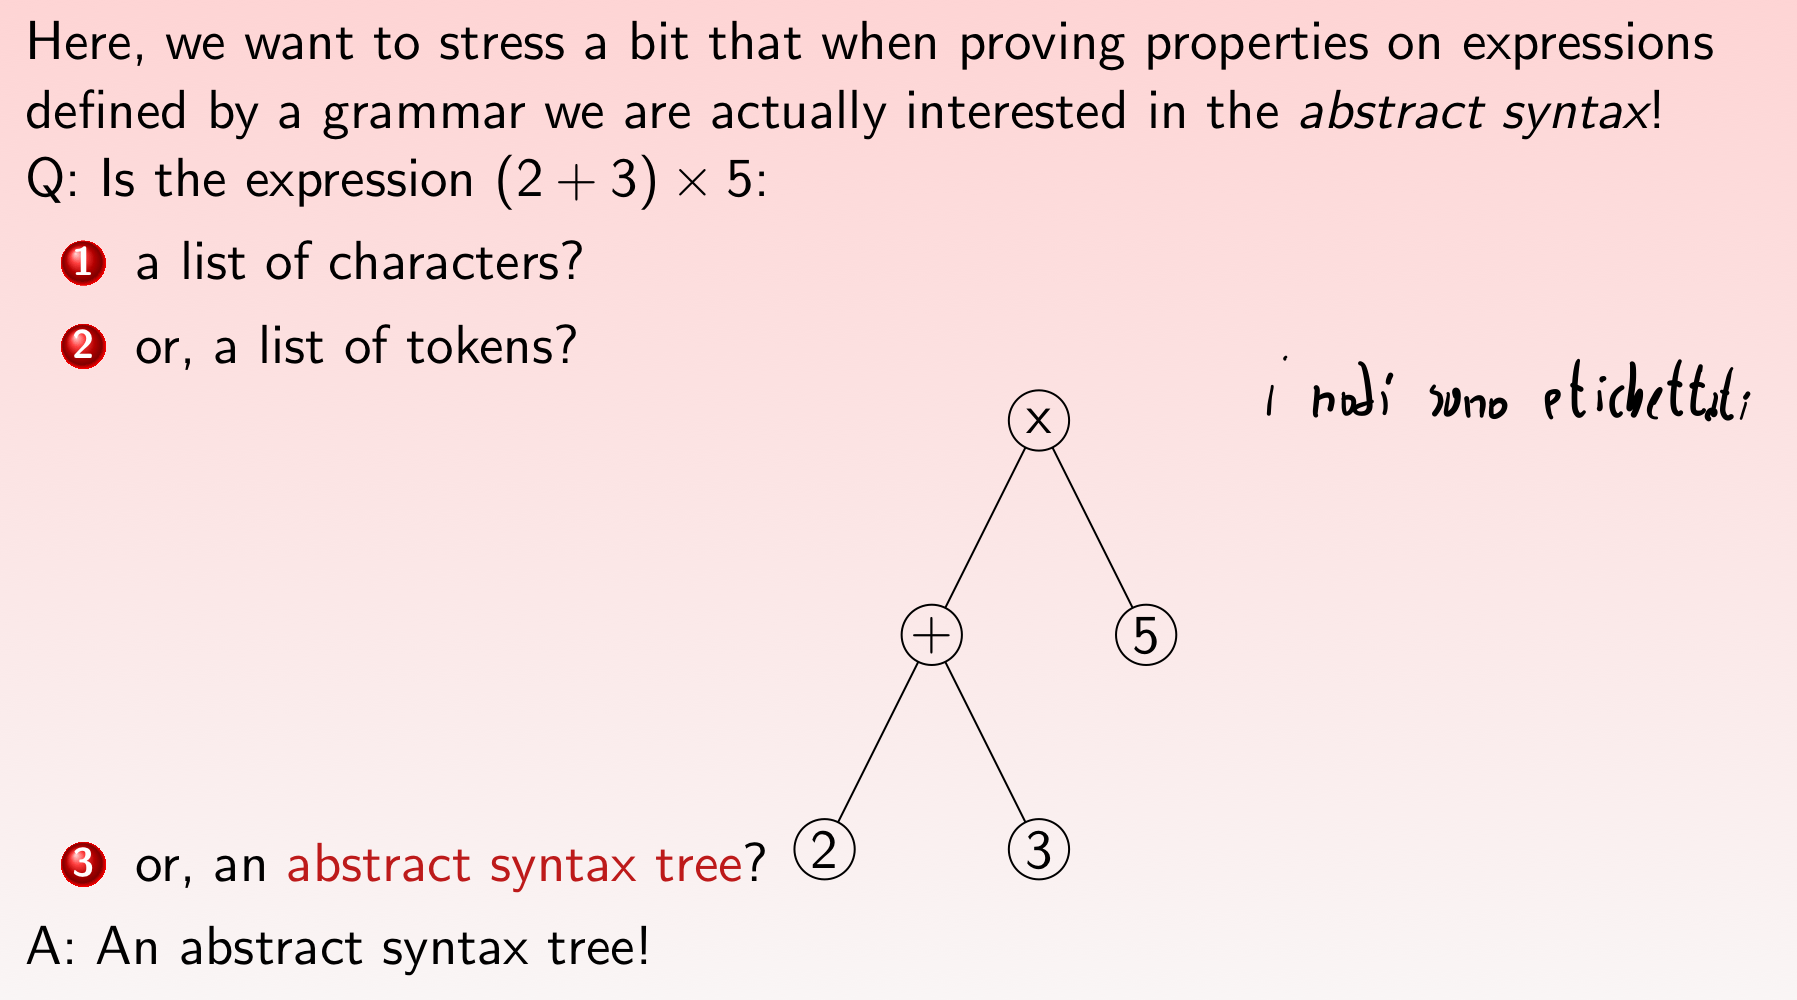 Here, we want to stress a bit that when proving properties on expressions
defined by a grammar we are actually interested in the abstract syntax!
Q: Is the expression (2 + 3) × 5:
1 a list of characters?
2 or, a list of tokens?
i nodi sono etichettati
x
+ 5
3 or, an abstract syntax tree? 2 3
A: An abstract syntax tree!